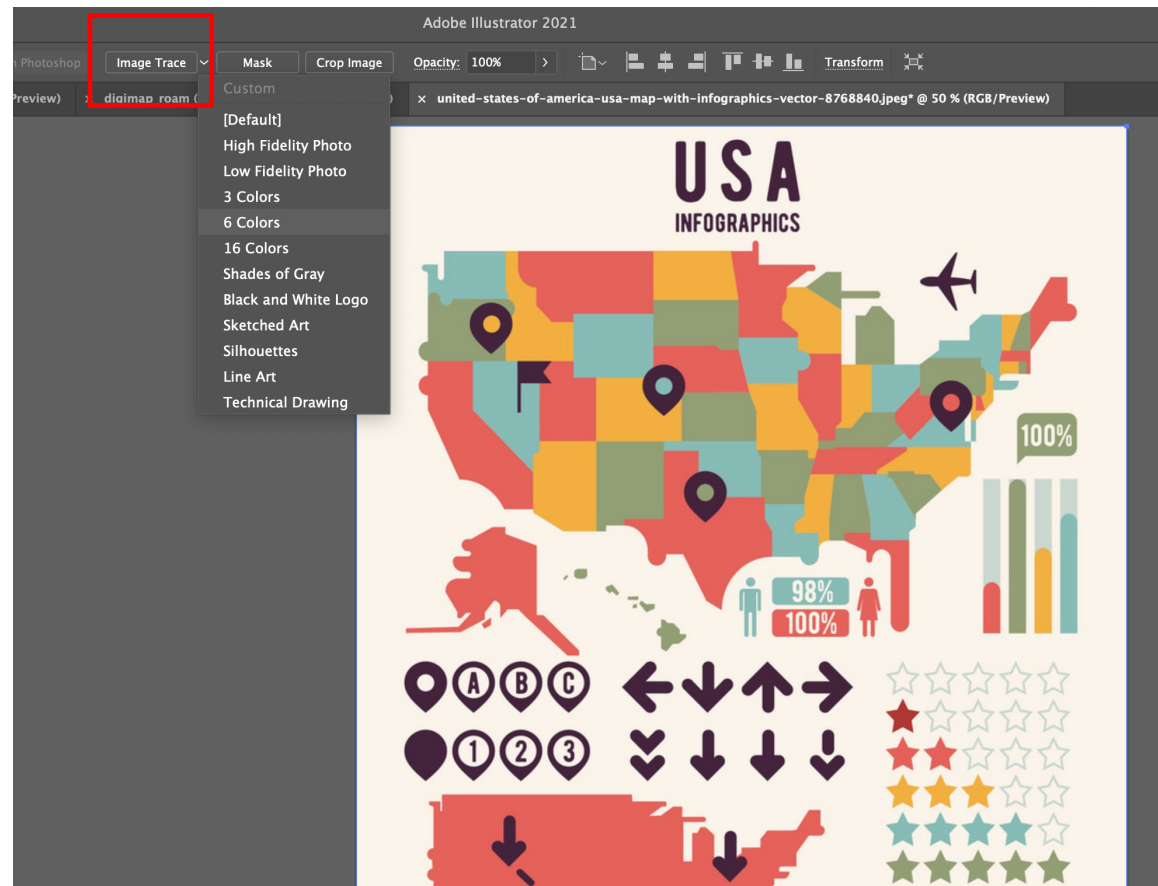 Adobe Illustrator 2021
Photoshop Image Trace Mask Crop Image Opacity: 100% Transform
Preview) × digimap_roam ( ) × united-states-of-america-usa-map-with-infographics-vector-8768840.jpeg* @ 50 % (RGB/Preview)
Custom
[Default]
High Fidelity Photo
Low Fidelity Photo
3 Colors
6 Colors
16 Colors
Shades of Gray
Black and White Logo
Sketched Art
Silhouettes
Line Art
Technical Drawing
USA
INFOGRAPHICS
100%
98%
100%
A B C
1 2 3